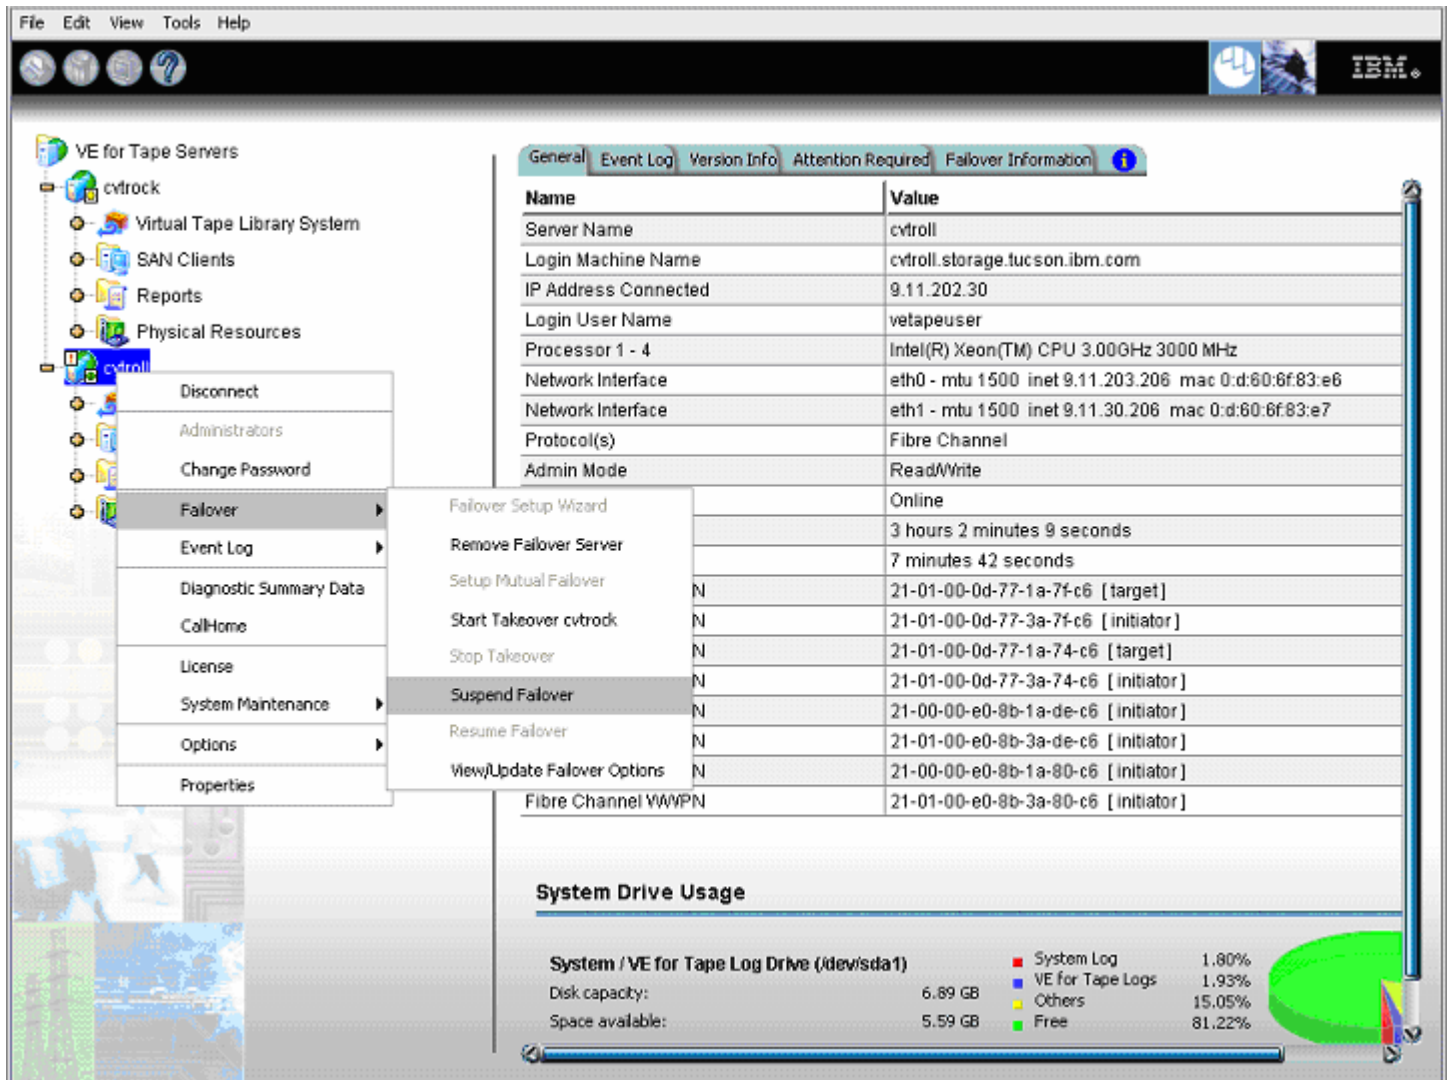 File Edit View Tools Help
IBM
VE for Tape Servers
cvtrock
Virtual Tape Library System
SAN Clients
Reports
Physical Resources
cvtroll
Disconnect
Administrators
Change Password
Failover
Event Log
Diagnostic Summary Data
CallHome
License
System Maintenance
Options
Properties
Failover Setup Wizard
Remove Failover Server
Setup Mutual Failover
Start Takeover cvtrock
Stop Takeover
Suspend Failover
Resume Failover
View/Update Failover Options
General Event Log Version Info Attention Required Failover Information i
Name Value
Server Name cvtroll
Login Machine Name cvtroll.storage.tucson.ibm.com
IP Address Connected 9.11.202.30
Login User Name vetapeuser
Processor 1 - 4 Intel(R) Xeon(TM) CPU 3.00GHz 3000 MHz
Network Interface eth0 - mtu 1500 inet 9.11.203.206 mac 0:d:60:6f:83:e6
Network Interface eth1 - mtu 1500 inet 9.11.30.206 mac 0:d:60:6f:83:e7
Protocol(s) Fibre Channel
Admin Mode Read/Write
Online
3 hours 2 minutes 9 seconds
7 minutes 42 seconds
N 21-01-00-0d-77-1a-7f-c6 [target]
N 21-01-00-0d-77-3a-7f-c6 [initiator]
N 21-01-00-0d-77-1a-74-c6 [target]
N 21-01-00-0d-77-3a-74-c6 [initiator]
N 21-00-00-e0-8b-1a-de-c6 [initiator]
N 21-01-00-e0-8b-3a-de-c6 [initiator]
N 21-00-00-e0-8b-1a-80-c6 [initiator]
Fibre Channel WWPN 21-01-00-e0-8b-3a-80-c6 [initiator]
System Drive Usage
System / VE for Tape Log Drive (/dev/sda1)
Disk capacity: 6.89 GB
Space available: 5.59 GB
System Log 1.80%
VE for Tape Logs 1.93%
Others 15.05%
Free 81.22%